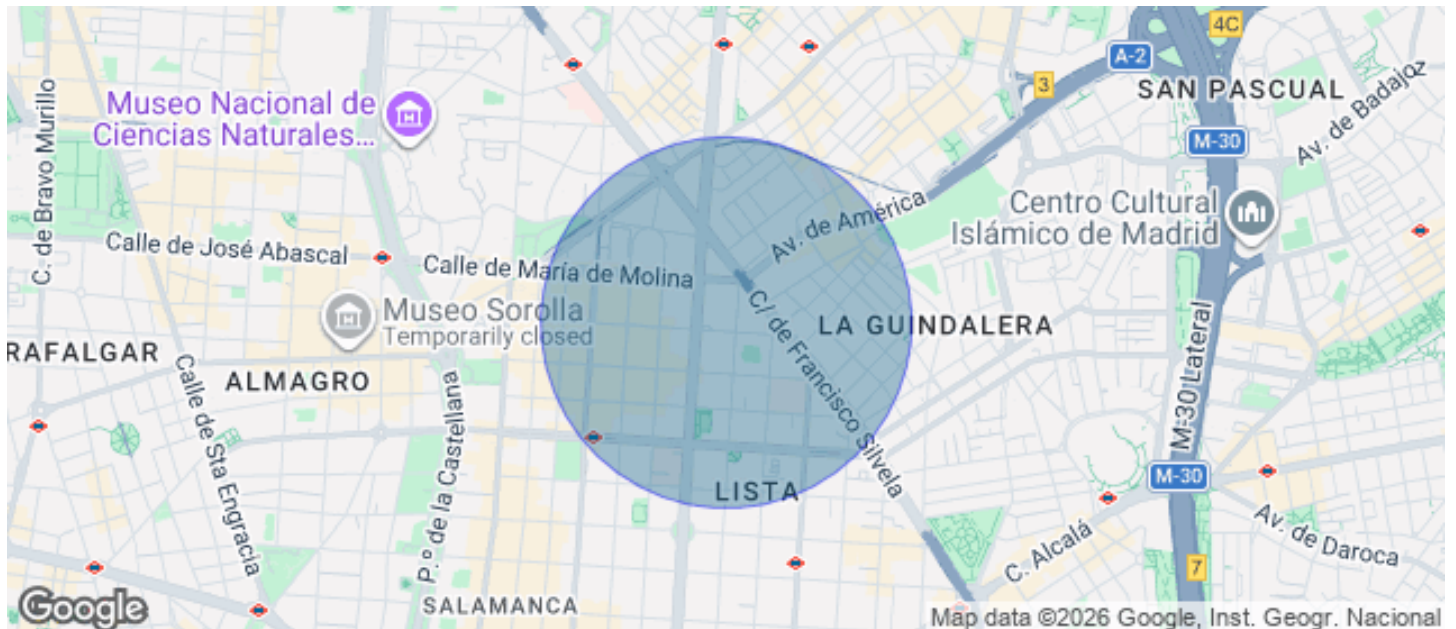 4C
A-2
3
SAN PASCUAL
Av. de Badajoz
C. de Bravo Murillo
Museo Nacional de
Ciencias Naturales...
M-30
Centro Cultural
Islámico de Madrid
Av. de América
Calle de José Abascal
Calle de María de Molina
Museo Sorolla
Temporarily closed
C/ de Francisco Silvela
LA GUINDALERA
M-30 Lateral
RAFALGAR
ALMAGRO
Calle de Sta Engracia
P.º de la Castellana
LISTA
M-30
Av. de Daroca
C. Alcalá
7
SALAMANCA
Google
Map data ©2026 Google, Inst. Geogr. Nacional